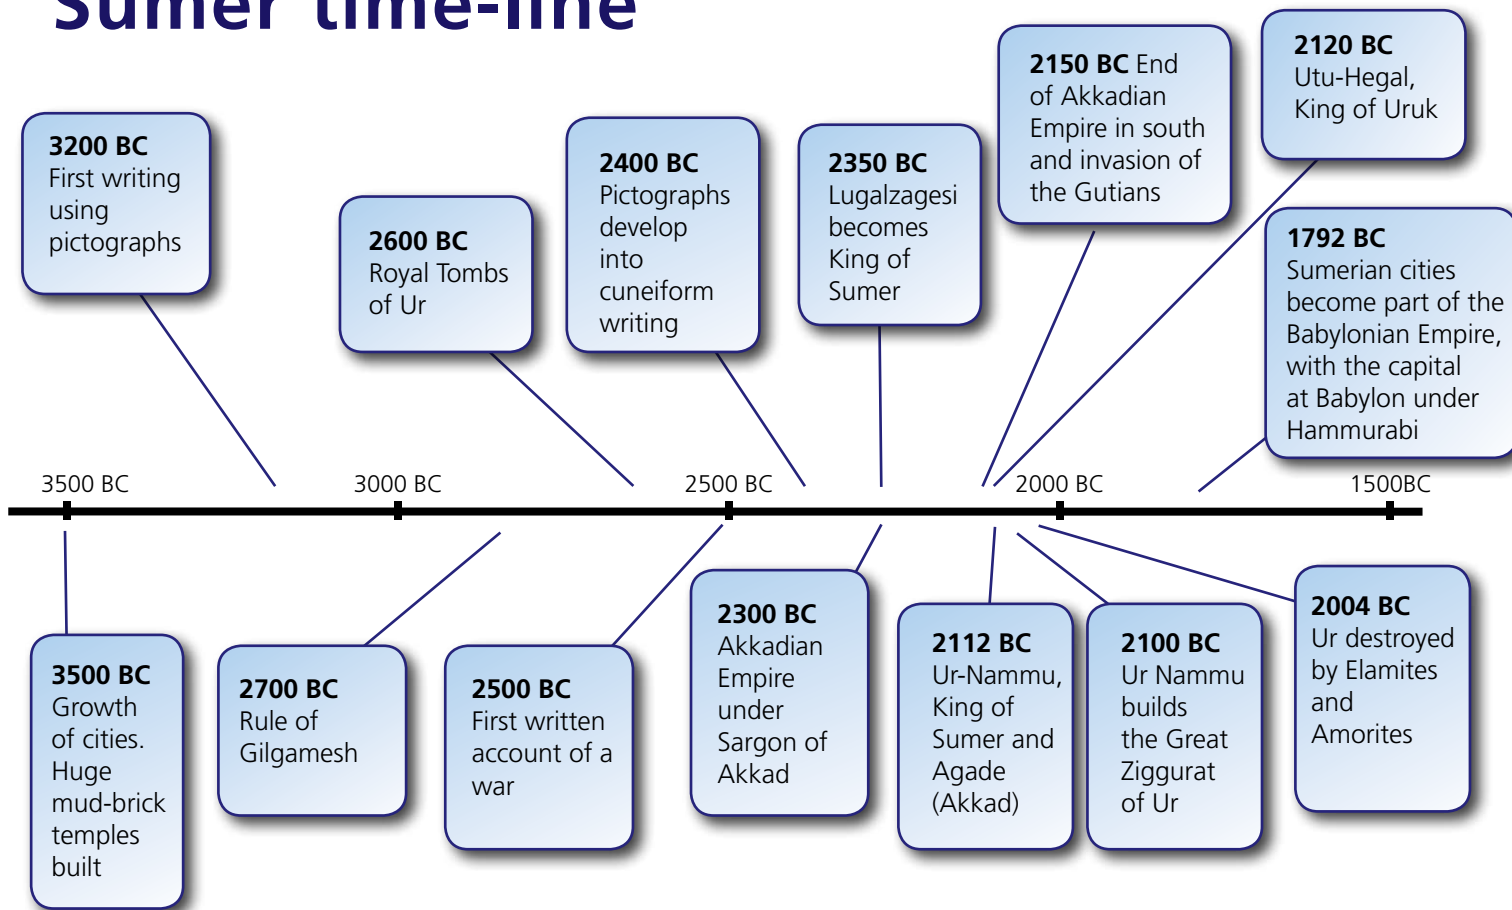 Sumer time-line
3200 BC
First writing
using
pictographs
2600 BC
Royal Tombs
of Ur
2400 BC
Pictographs
develop
into
cuneiform
writing
2350 BC
Lugalzagesi
becomes
King of
Sumer
2150 BC End
of Akkadian
Empire in south
and invasion of
the Gutians
2120 BC
Utu-Hegal,
King of Uruk
1792 BC
Sumerian cities
become part of the
Babylonian Empire,
with the capital
at Babylon under
Hammurabi
3500 BC 3000 BC 2500 BC 2000 BC 1500BC
3500 BC
Growth
of cities.
Huge
mud-brick
temples
built
2700 BC
Rule of
Gilgamesh
2500 BC
First written
account of a
war
2300 BC
Akkadian
Empire
under
Sargon of
Akkad
2112 BC
Ur-Nammu,
King of
Sumer and
Agade
(Akkad)
2100 BC
Ur Nammu
builds
the Great
Ziggurat
of Ur
2004 BC
Ur destroyed
by Elamites
and
Amorites